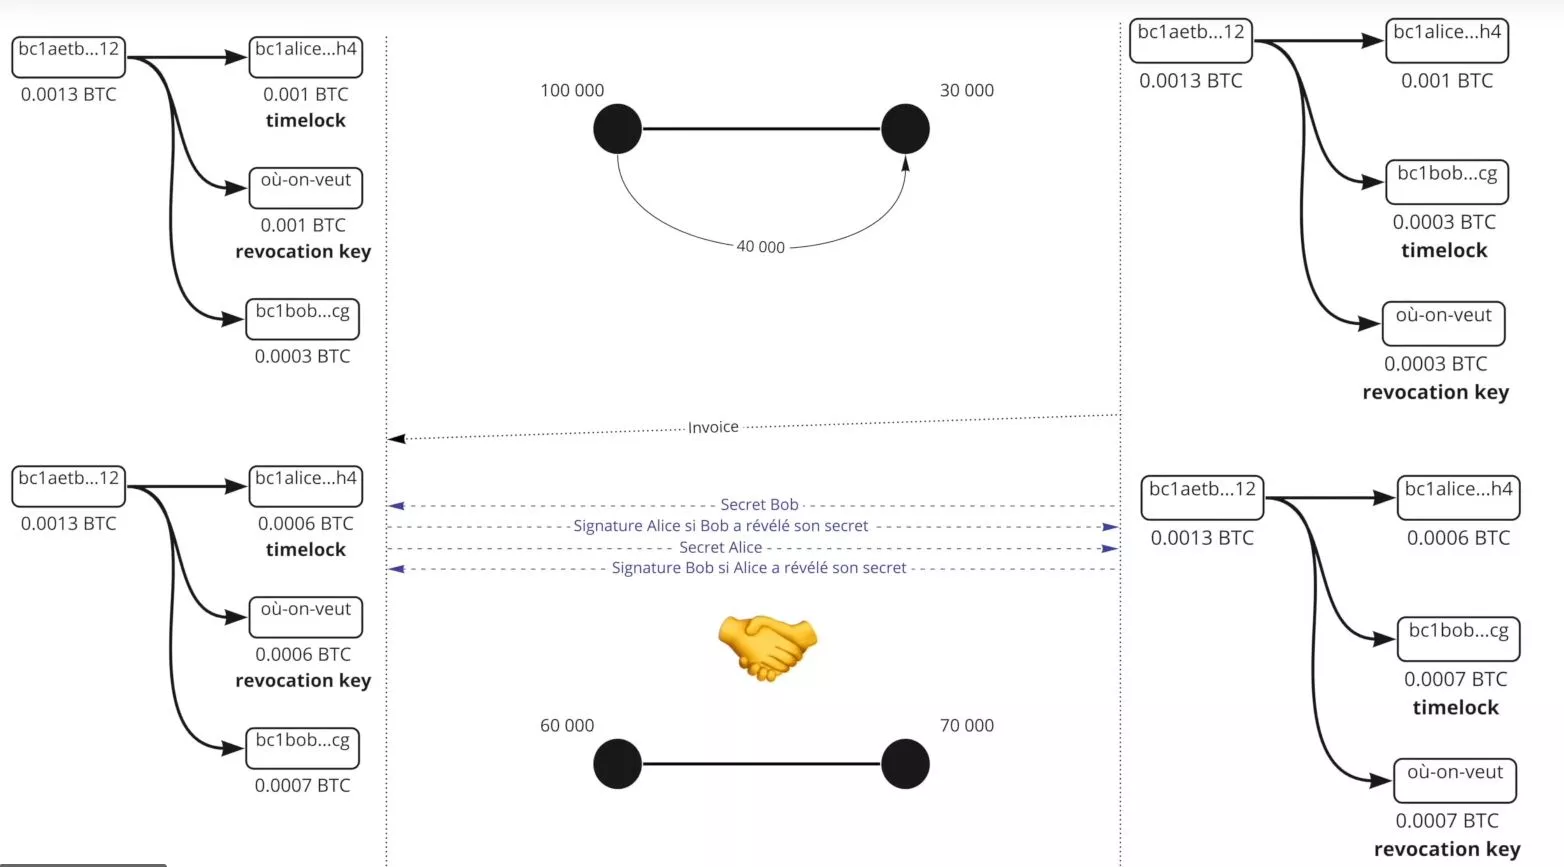 bc1aetb...12
0.0013 BTC
bc1alice...h4
0.001 BTC
timelock
où-on-veut
0.001 BTC
revocation key
bc1bob...cg
0.0003 BTC
100 000
30 000
40 000
bc1aetb...12
0.0013 BTC
bc1alice...h4
0.001 BTC
bc1bob...cg
0.0003 BTC
timelock
où-on-veut
0.0003 BTC
revocation key
Invoice
Secret Bob
Signature Alice si Bob a révélé son secret
Secret Alice
Signature Bob si Alice a révélé son secret
bc1aetb...12
0.0013 BTC
bc1alice...h4
0.0006 BTC
timelock
où-on-veut
0.0006 BTC
revocation key
bc1bob...cg
0.0007 BTC
60 000
70 000
bc1aetb...12
0.0013 BTC
bc1alice...h4
0.0006 BTC
bc1bob...cg
0.0007 BTC
timelock
où-on-veut
0.0007 BTC
revocation key